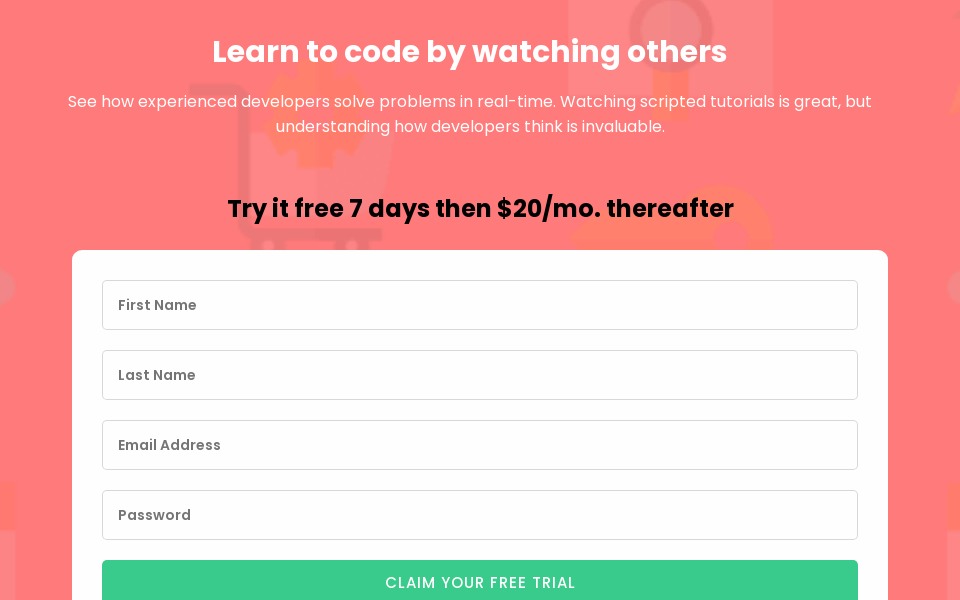 Learn to code by watching others
See how experienced developers solve problems in real-time. Watching scripted tutorials is great, but
understanding how developers think is invaluable.
Try it free 7 days then $20/mo. thereafter
First Name
Last Name
Email Address
Password
CLAIM YOUR FREE TRIAL